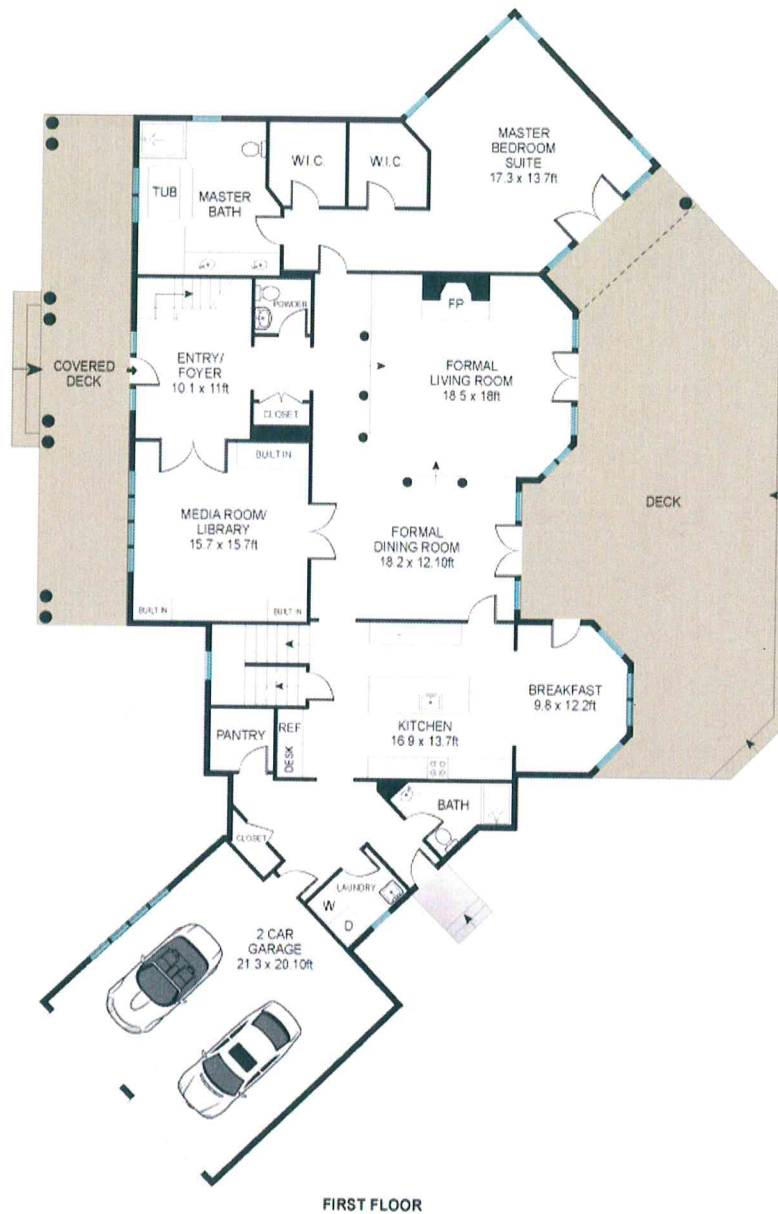 MASTER
BEDROOM
SUITE
17.3 x 13.7ft
W.I.C.
W.I.C
TUB
MASTER
BATH
POWDER
FP
COVERED
DECK
ENTRY/
FOYER
10.1 x 11ft
FORMAL
LIVING ROOM
18.5 x 18ft
CLOSET
BUILT IN
DECK
MEDIA ROOM/
LIBRARY
15.7 x 15.7ft
FORMAL
DINING ROOM
18.2 x 12.10ft
BUILT IN
BUILT IN
BREAKFAST
9.8 x 12.2ft
KITCHEN
16.9 x 13.7ft
PANTRY
REF
DESK
BATH
CLOSET
LAUNDRY
W
D
2 CAR
GARAGE
21.3 x 20.10ft
FIRST FLOOR